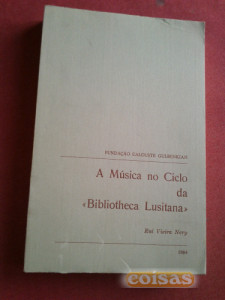 FUNDAÇÃO CALOUSTE GULBENKIAN
A Música no Ciclo
da
«Bibliotheca Lusitana»
Rui Vieira Nery
1984
coisas